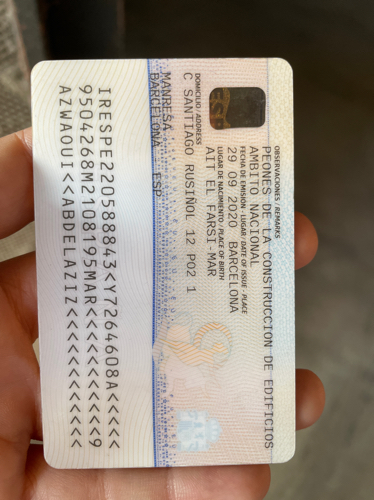 OBSERVACIONES / REMARKS
PEONES DE LA CONSTRUCCION DE EDIFICIOS
AMBITO NACIONAL
FECHA DE EMISIÓN - LUGAR / DATE OF ISSUE - PLACE
29 09 2020 BARCELONA
LUGAR DE NACIMIENTO / PLACE OF BIRTH
AIT EL FARSI MAR
DOMICILIO / ADDRESS
C SANTIAGO RUSIÑOL 12 P02 1
MANRESA
BARCELONA ESP
IRESPE220588843<Y7264608A<<<<<
9504268M2108195MAR<<<<<<<<<<<9
AZWAOUI<<ABDELAZIZ<<<<<<<<<<<<